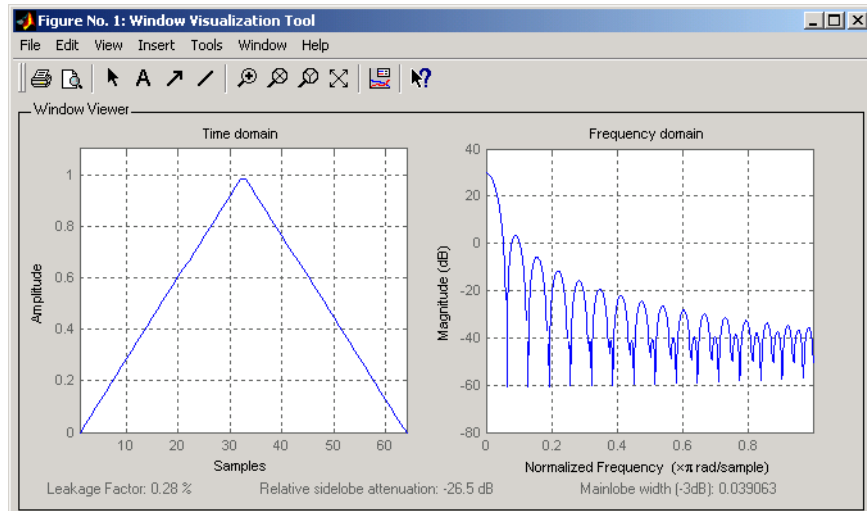 Figure No. 1: Window Visualization Tool
File Edit View Insert Tools Window Help
A
Window Viewer
Time domain
Frequency domain
1
0.8
0.6
0.4
0.2
0
Amplitude
10 20 30 40 50 60
Samples
40
20
0
-20
-40
-60
-80
Magnitude (dB)
0 0.2 0.4 0.6 0.8
Normalized Frequency (×π rad/sample)
Leakage Factor: 0.28 %
Relative sidelobe attenuation: -26.5 dB
Mainlobe width (-3dB): 0.039063